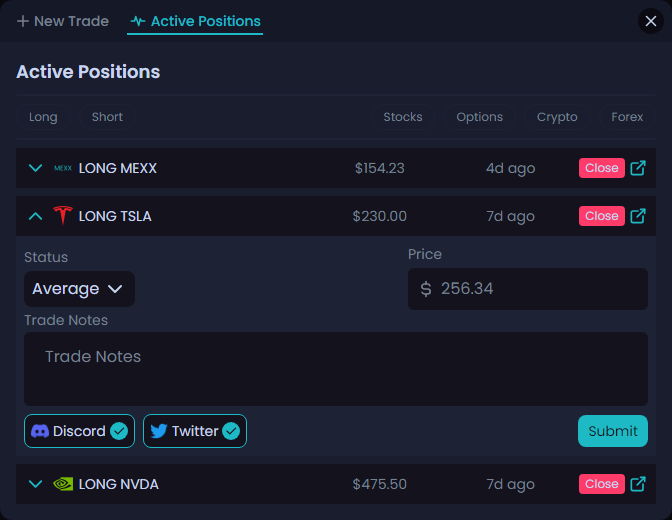 New Trade Active Positions
Active Positions
Long Short Stocks Options Crypto Forex
MEXX LONG MEXX $154.23 4d ago Close
LONG TSLA $230.00 7d ago Close
Status Price
Average $ 256.34
Trade Notes
Trade Notes
Discord Twitter Submit
LONG NVDA $475.50 7d ago Close